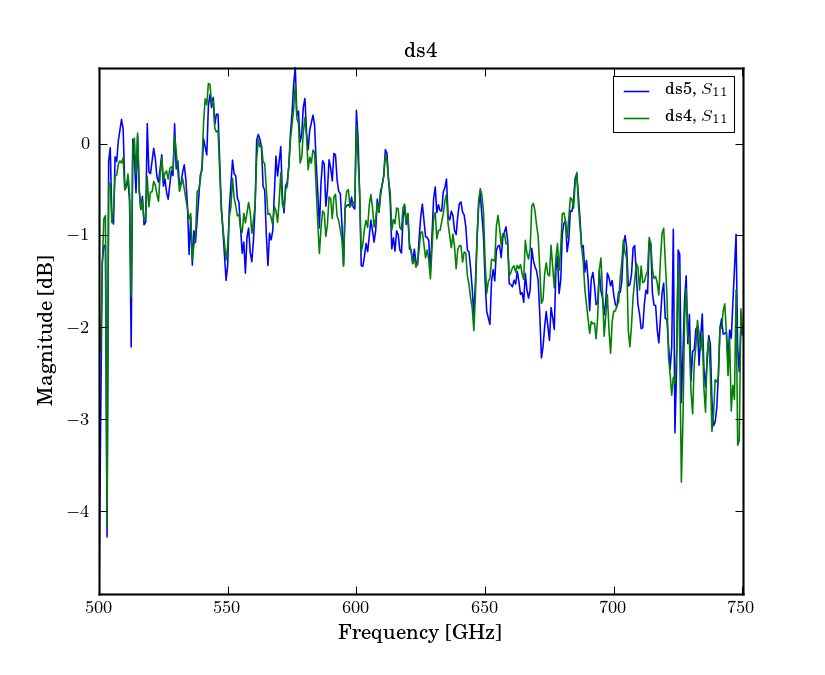 ds4
ds5, S₁₁
ds4, S₁₁
0
−1
−2
−3
−4
Magnitude [dB]
500 550 600 650 700 750
Frequency [GHz]